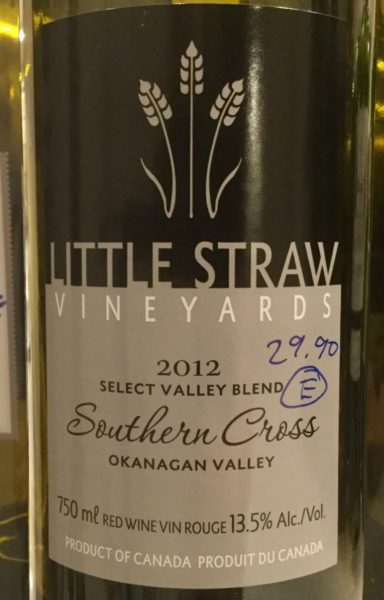 LITTLE STRAW
VINEYARDS
29.90
2012
SELECT VALLEY BLEND
E
Southern Cross
OKANAGAN VALLEY
750 ml RED WINE VIN ROUGE 13.5% Alc./Vol.
PRODUCT OF CANADA PRODUIT DU CANADA